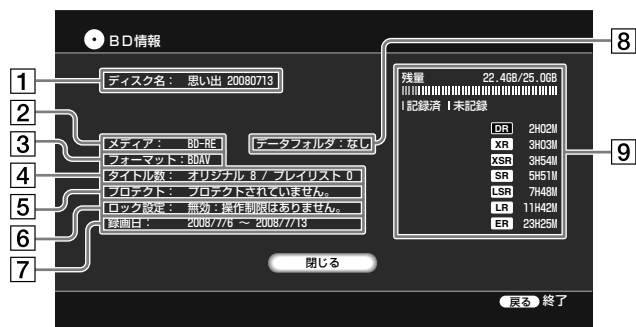 BD情報
8
1
ディスク名： 思い出 20080713
残量 22.4GB/25.0GB
記録済 未記録
2
メディア： BD-RE
データフォルダ：なし
DR 2H02M
3
フォーマット：BDAV
XR 3H03M
9
4
タイトル数： オリジナル 8 / プレイリスト 0
XSR 3H54M
5
プロテクト： プロテクトされていません。
SR 5H51M
6
ロック設定： 無効：操作制限はありません。
LSR 7H48M
7
録画日： 2008/7/6 ～ 2008/7/13
LR 11H42M
ER 23H25M
閉じる
戻る 終了